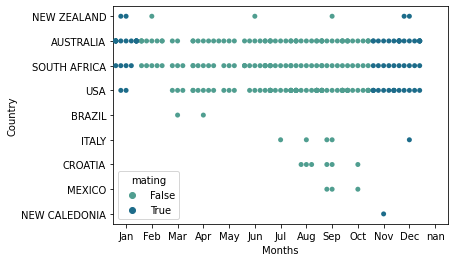 NEW ZEALAND
AUSTRALIA
SOUTH AFRICA
USA
BRAZIL
ITALY
CROATIA
MEXICO
NEW CALEDONIA
Country
mating
False
True
Jan Feb Mar Apr May Jun Jul Aug Sep Oct Nov Dec nan
Months